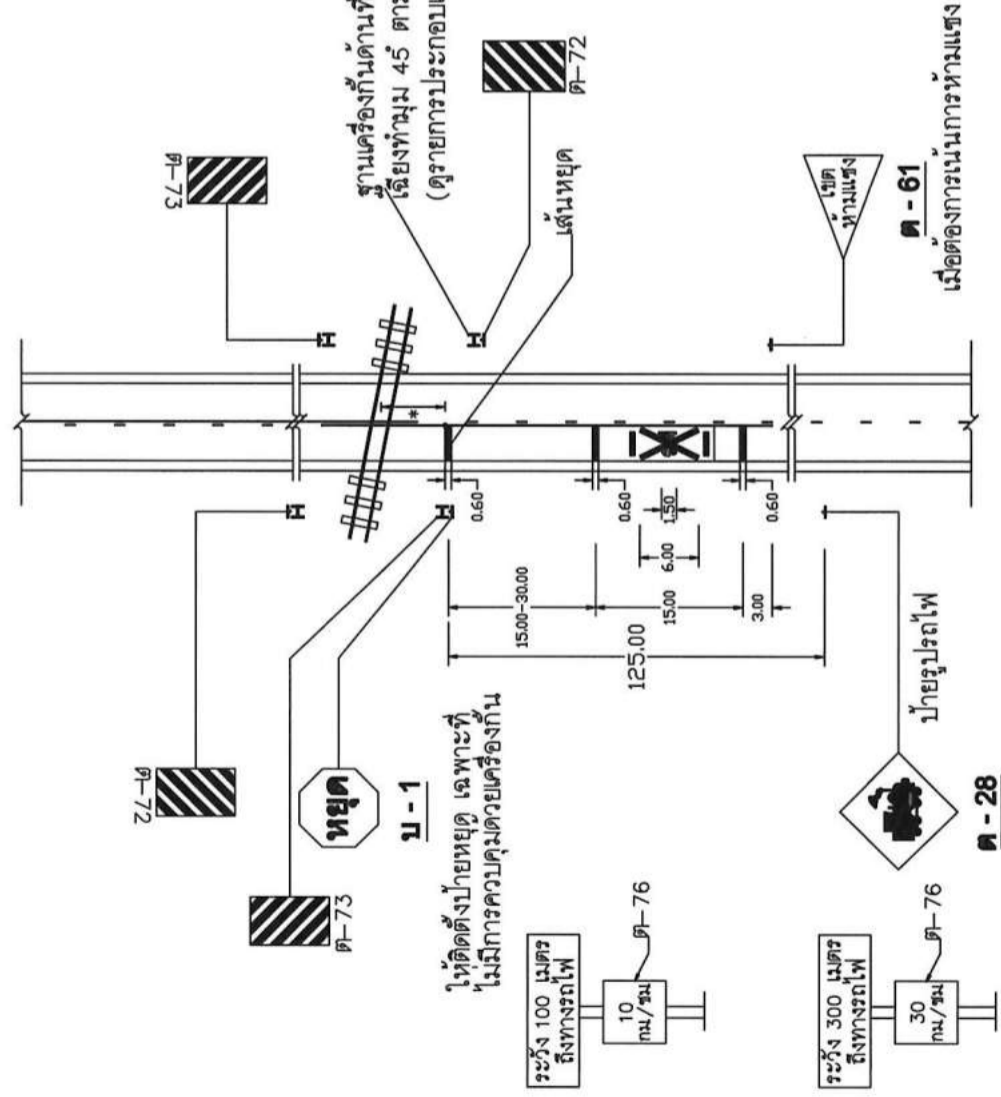 ต-73
ฐานเครื่องกั้นด้านที่
เฉียงทำมุม 45°
(ดูรายการประกอบ
ต-72
เส้นหยุด
เขต
ห้ามแซง
ต - 61
เมื่อต้องการเน้นการห้ามแซง
*
0.60
0.60
1.50
6.00
0.60
15.00-30.00
15.00
3.00
125.00
ต-72
หยุด
บ - 1
ต-73
ให้ติดตั้งป้ายหยุด เฉพาะที่
ไม่มีการควบคุมด้วยเครื่องกั้น
ป้ายรูปรถไฟ
ต - 28
ระวัง 100 เมตร
ถึงทางรถไฟ
10
กม/ชม
ต-76
ระวัง 300 เมตร
ถึงทางรถไฟ
30
กม/ชม
ต-76